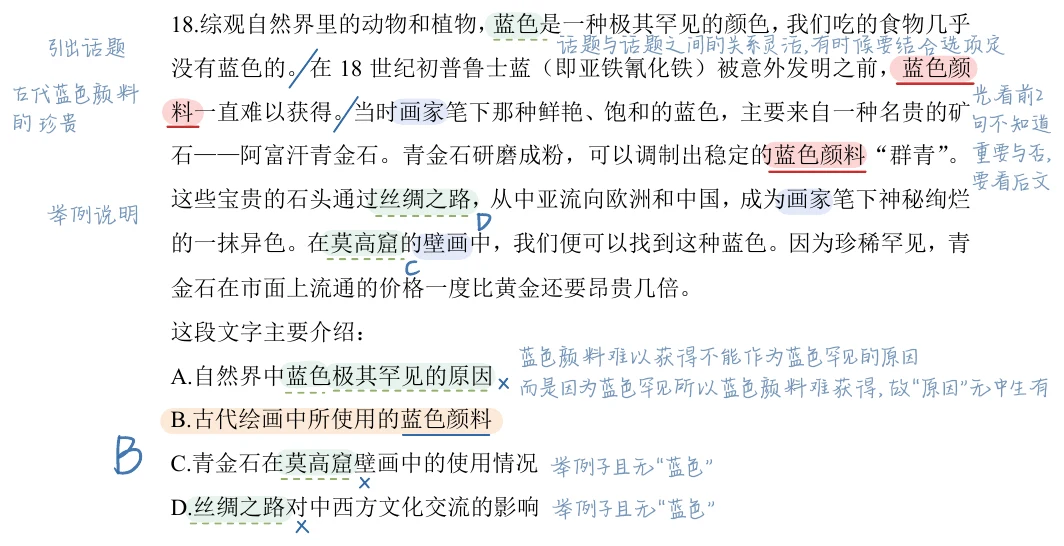 18.综观自然界里的动物和植物，蓝色是一种极其罕见的颜色，我们吃的食物几乎
引出话题
话题与话题之间的关系灵活，有时候要结合选项定
没有蓝色的。在 18 世纪初普鲁士蓝（即亚铁氰化铁）被意外发明之前，蓝色颜
古代蓝色颜料
的珍贵
料一直难以获得。当时画家笔下那种鲜艳、饱和的蓝色，主要来自一种名贵的矿
先看前2
句不知道
重要与否，
要看后文
石——阿富汗青金石。青金石研磨成粉，可以调制出稳定的蓝色颜料“群青”。
这些宝贵的石头通过丝绸之路，从中亚流向欧洲和中国，成为画家笔下神秘绚烂
举例说明
D
的一抹异色。在莫高窟的壁画中，我们便可以找到这种蓝色。因为珍稀罕见，青
C
金石在市面上流通的价格一度比黄金还要昂贵几倍。
这段文字主要介绍：
A.自然界中蓝色极其罕见的原因 x
蓝色颜料难以获得不能作为蓝色罕见的原因
而是因为蓝色罕见所以蓝色颜料难获得，故“原因”无中生有
B.古代绘画中所使用的蓝色颜料
B
C.青金石在莫高窟壁画中的使用情况 举例子且无“蓝色”
x
D.丝绸之路对中西方文化交流的影响 举例子且无“蓝色”
x